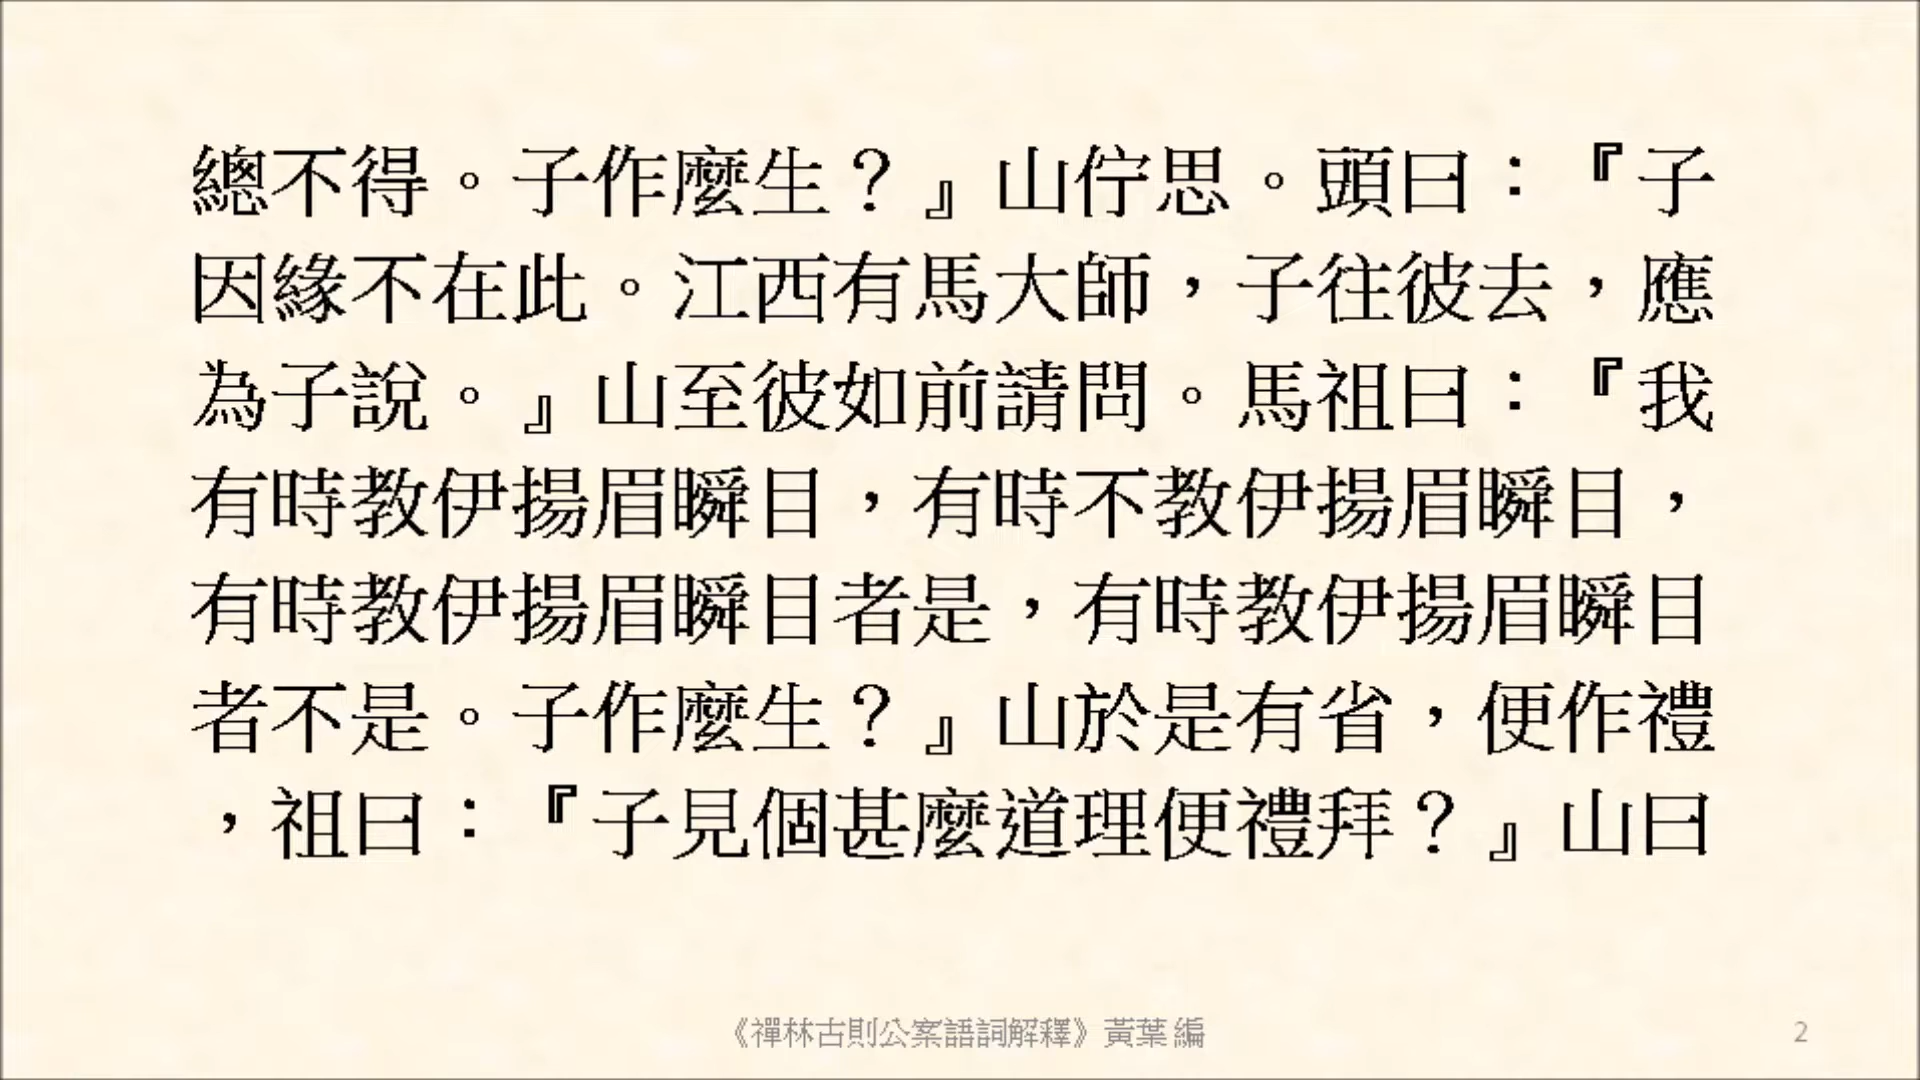 總不得。子作麼生？』山佇思。頭曰：『子
因緣不在此。江西有馬大師，子往彼去，應
為子說。』山至彼如前請問。馬祖曰：『我
有時教伊揚眉瞬目，有時不教伊揚眉瞬目，
有時教伊揚眉瞬目者是，有時教伊揚眉瞬目
者不是。子作麼生？』山於是有省，便作禮
，祖曰：『子見個甚麼道理便禮拜？』山曰
《禪林古則公案語詞解釋》黃葉 編
2